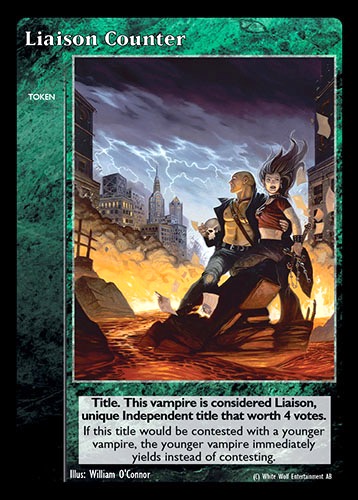 Liaison Counter
TOKEN
Title. This vampire is considered Liaison,
unique Independent title that worth 4 votes.
If this title would be contested with a younger
vampire, the younger vampire immediately
yields instead of contesting.
Illus: William O'Connor
(C) White Wolf Entertainment AB